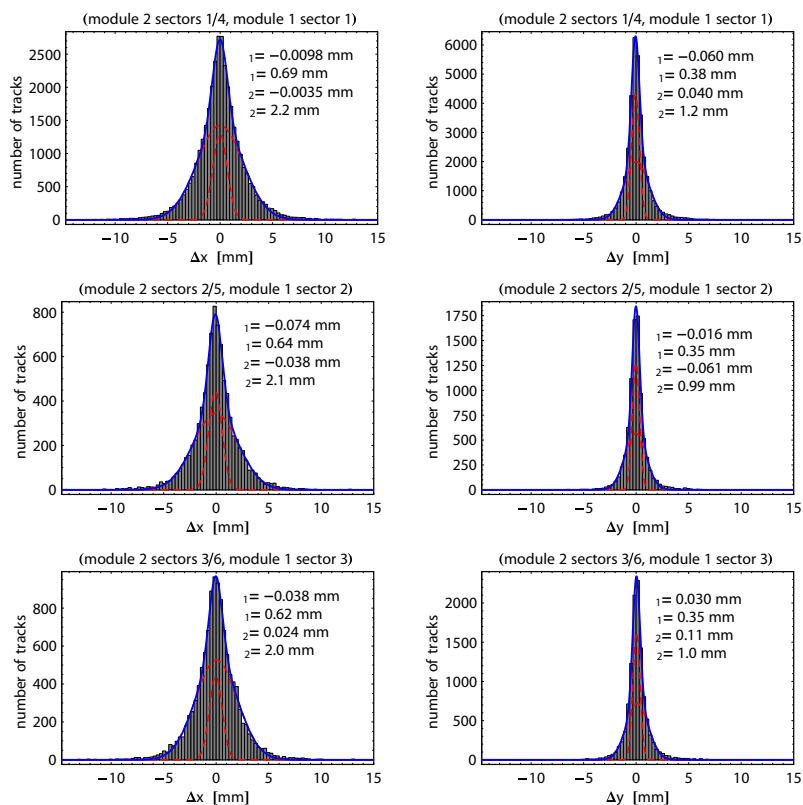 (module 2 sectors 1/4, module 1 sector 1)
1 = −0.0098 mm
1 = 0.69 mm
2 = −0.0035 mm
2 = 2.2 mm
number of tracks
2500
2000
1500
1000
500
0
−10 −5 0 5 10 15
Δx [mm]
(module 2 sectors 1/4, module 1 sector 1)
1 = −0.060 mm
1 = 0.38 mm
2 = 0.040 mm
2 = 1.2 mm
number of tracks
6000
5000
4000
3000
2000
1000
0
−10 −5 0 5 10 15
Δy [mm]
(module 2 sectors 2/5, module 1 sector 2)
1 = −0.074 mm
1 = 0.64 mm
2 = −0.038 mm
2 = 2.1 mm
number of tracks
800
600
400
200
0
−10 −5 0 5 10 15
Δx [mm]
(module 2 sectors 2/5, module 1 sector 2)
1 = −0.016 mm
1 = 0.35 mm
2 = −0.061 mm
2 = 0.99 mm
number of tracks
1750
1500
1250
1000
750
500
250
0
−10 −5 0 5 10 15
Δy [mm]
(module 2 sectors 3/6, module 1 sector 3)
1 = −0.038 mm
1 = 0.62 mm
2 = 0.024 mm
2 = 2.0 mm
number of tracks
800
600
400
200
0
−10 −5 0 5 10 15
Δx [mm]
(module 2 sectors 3/6, module 1 sector 3)
1 = 0.030 mm
1 = 0.35 mm
2 = 0.11 mm
2 = 1.0 mm
number of tracks
2000
1500
1000
500
0
−10 −5 0 5 10 15
Δy [mm]